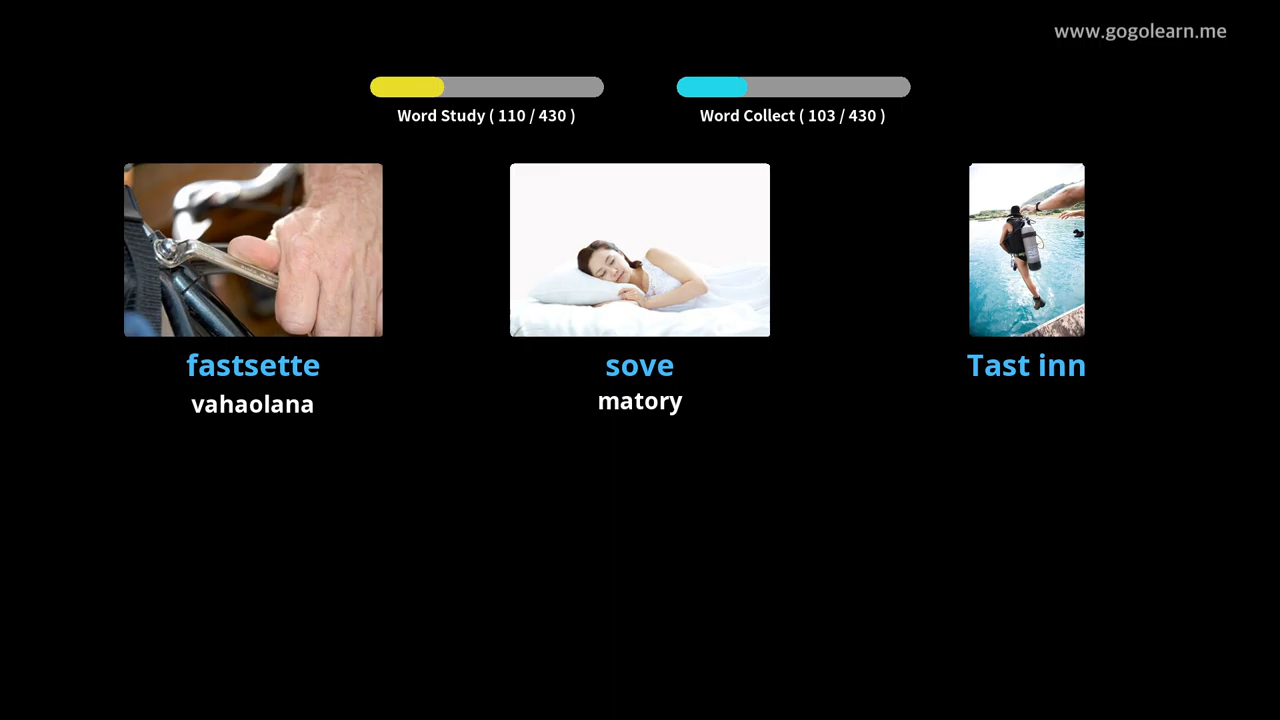 www.gogolearn.me
Word Study ( 110 / 430 )
Word Collect ( 103 / 430 )
fastsette
sove
Tast inn
vahaolana
matory